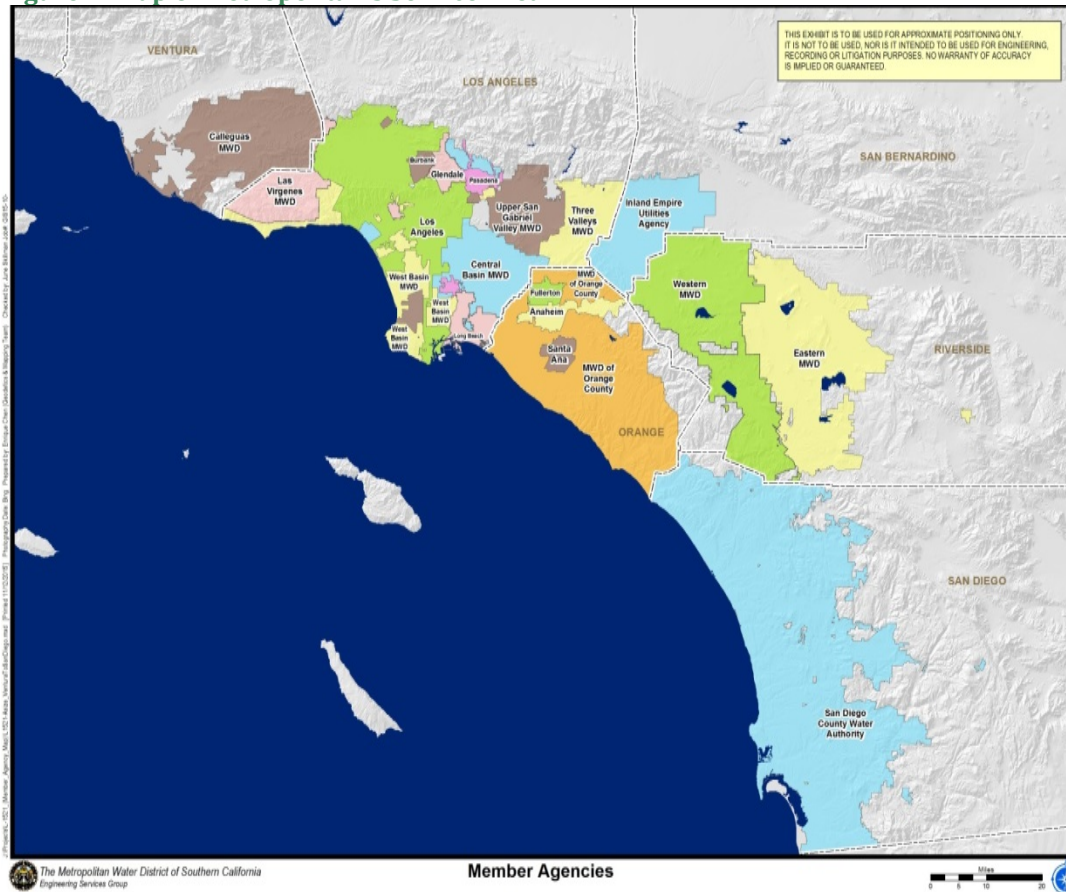 THIS EXHIBIT IS TO BE USED FOR APPROXIMATE POSITIONING ONLY.
IT IS NOT TO BE USED, NOR IS IT INTENDED TO BE USED FOR ENGINEERING,
RECORDING OR LITIGATION PURPOSES. NO WARRANTY OF ACCURACY
IS IMPLIED OR GUARANTEED.
VENTURA
LOS ANGELES
SAN BERNARDINO
Calleguas
MWD
Las
Virgenes
MWD
Burbank
Glendale
Pasadena
Upper San
Gabriel
Valley MWD
Three
Valleys
MWD
Inland Empire
Utilities
Agency
Los
Angeles
Central
Basin MWD
West Basin
MWD
West
Basin
MWD
West
Basin
MWD
Long Beach
MWD
of Orange
County
Fullerton
Anaheim
Santa
Ana
MWD of
Orange
County
ORANGE
Western
MWD
Eastern
MWD
RIVERSIDE
SAN DIEGO
San Diego
County Water
Authority
The Metropolitan Water District of Southern California
Engineering Services Group
Member Agencies
Miles
0 5 10 20